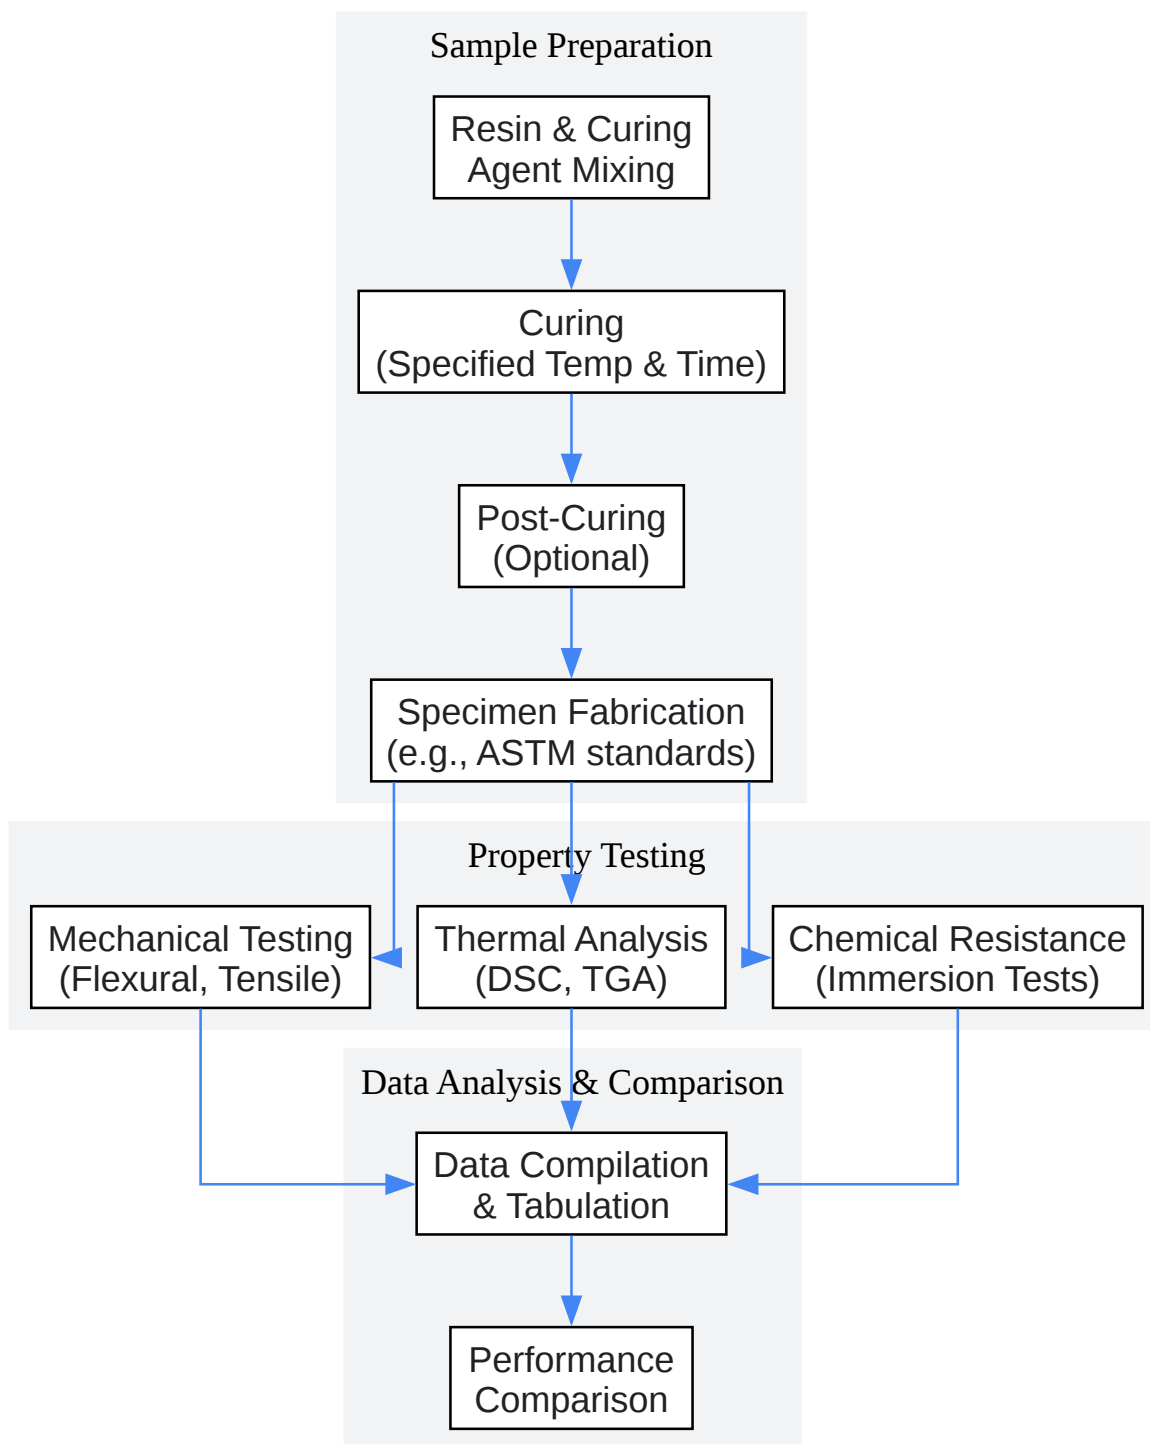 Sample Preparation
Resin & Curing
Agent Mixing
Curing
(Specified Temp & Time)
Post-Curing
(Optional)
Specimen Fabrication
(e.g., ASTM standards)
Property Testing
Mechanical Testing
(Flexural, Tensile)
Thermal Analysis
(DSC, TGA)
Chemical Resistance
(Immersion Tests)
Data Analysis & Comparison
Data Compilation
& Tabulation
Performance
Comparison